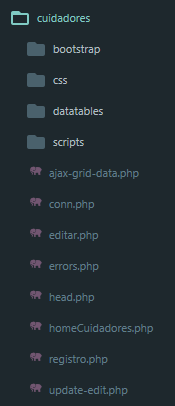 cuidadores
bootstrap
css
datatables
scripts
ajax-grid-data.php
conn.php
editar.php
errors.php
head.php
homeCuidadores.php
registro.php
update-edit.php